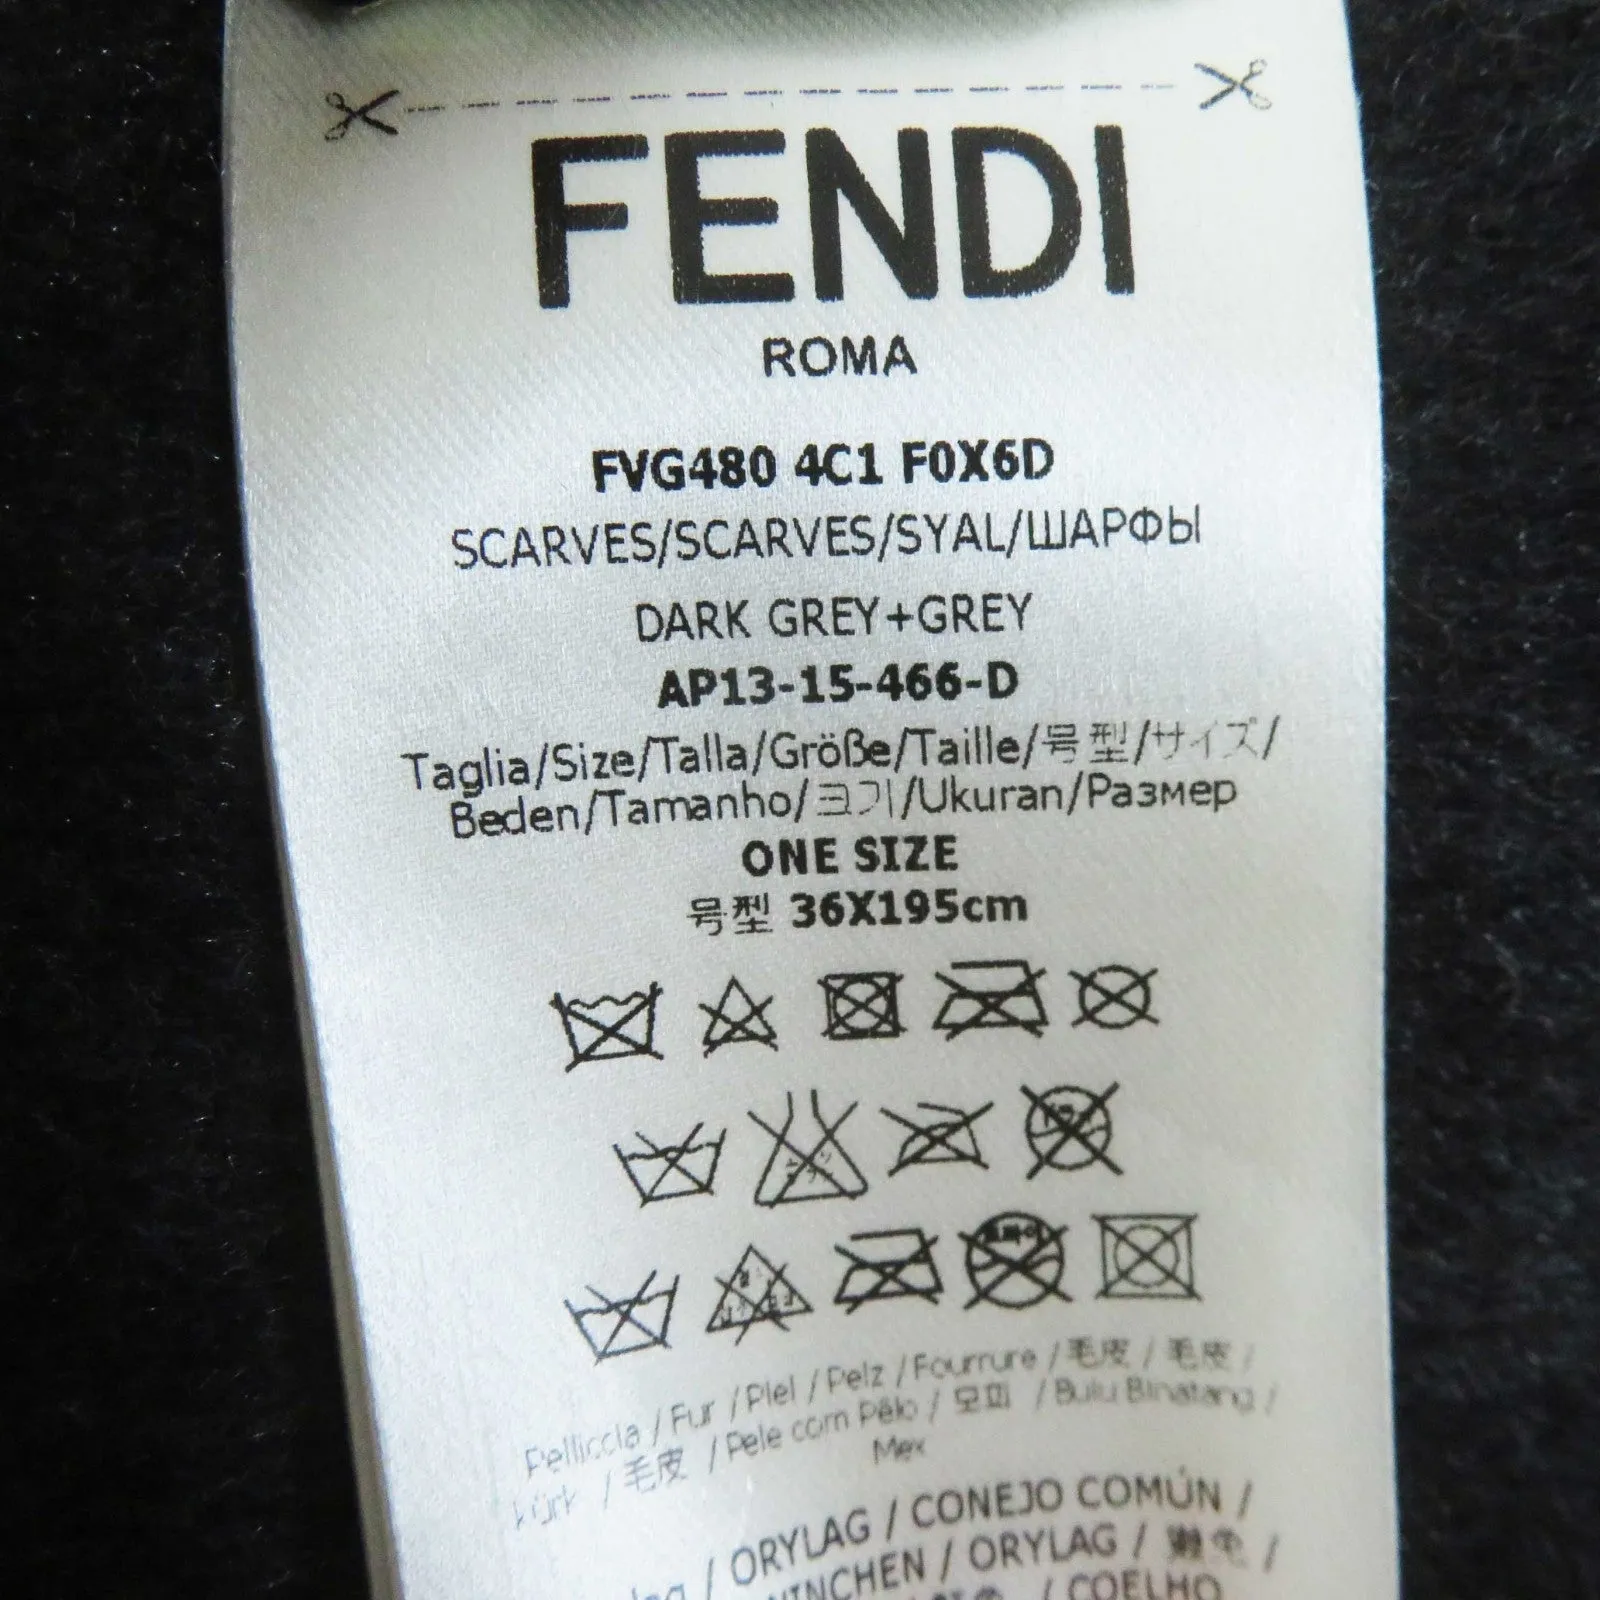 FENDI
ROMA
FVG480 4C1 F0X6D
SCARVES/SCARVES/SYAL/ШАРФЫ
DARK GREY+GREY
AP13-15-466-D
Taglia/Size/Talla/Größe/Taille/号型/サイズ/
Beden/Tamanho/크기/Ukuran/Размер
ONE SIZE
号型 36X195cm
Pelliccia / Fur / Piel / Pelz / Fourrure / 毛皮 / 毛皮 /
Kürk / 毛皮 / Pele com Pêlo / 모피 / Bulu Binatang /
Мех
/ ORYLAG / CONEJO COMÚN /
/ ORYLAG /
/ COELHO